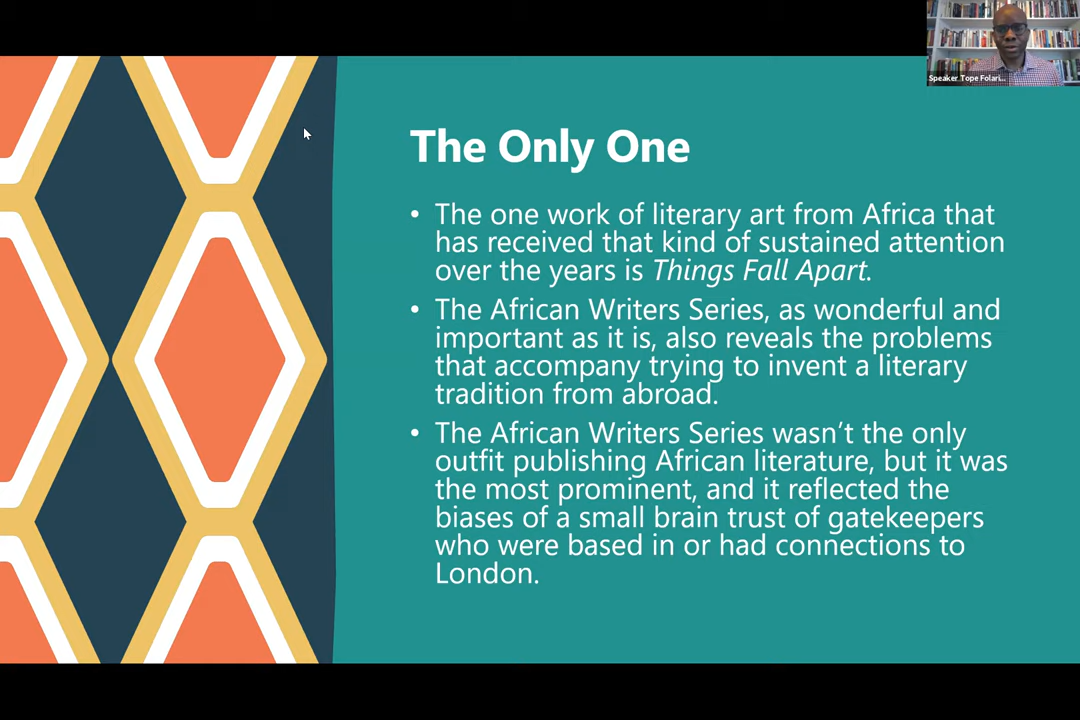 Speaker Tope Folari...
The Only One
• The one work of literary art from Africa that
has received that kind of sustained attention
over the years is Things Fall Apart.
• The African Writers Series, as wonderful and
important as it is, also reveals the problems
that accompany trying to invent a literary
tradition from abroad.
• The African Writers Series wasn’t the only
outfit publishing African literature, but it was
the most prominent, and it reflected the
biases of a small brain trust of gatekeepers
who were based in or had connections to
London.